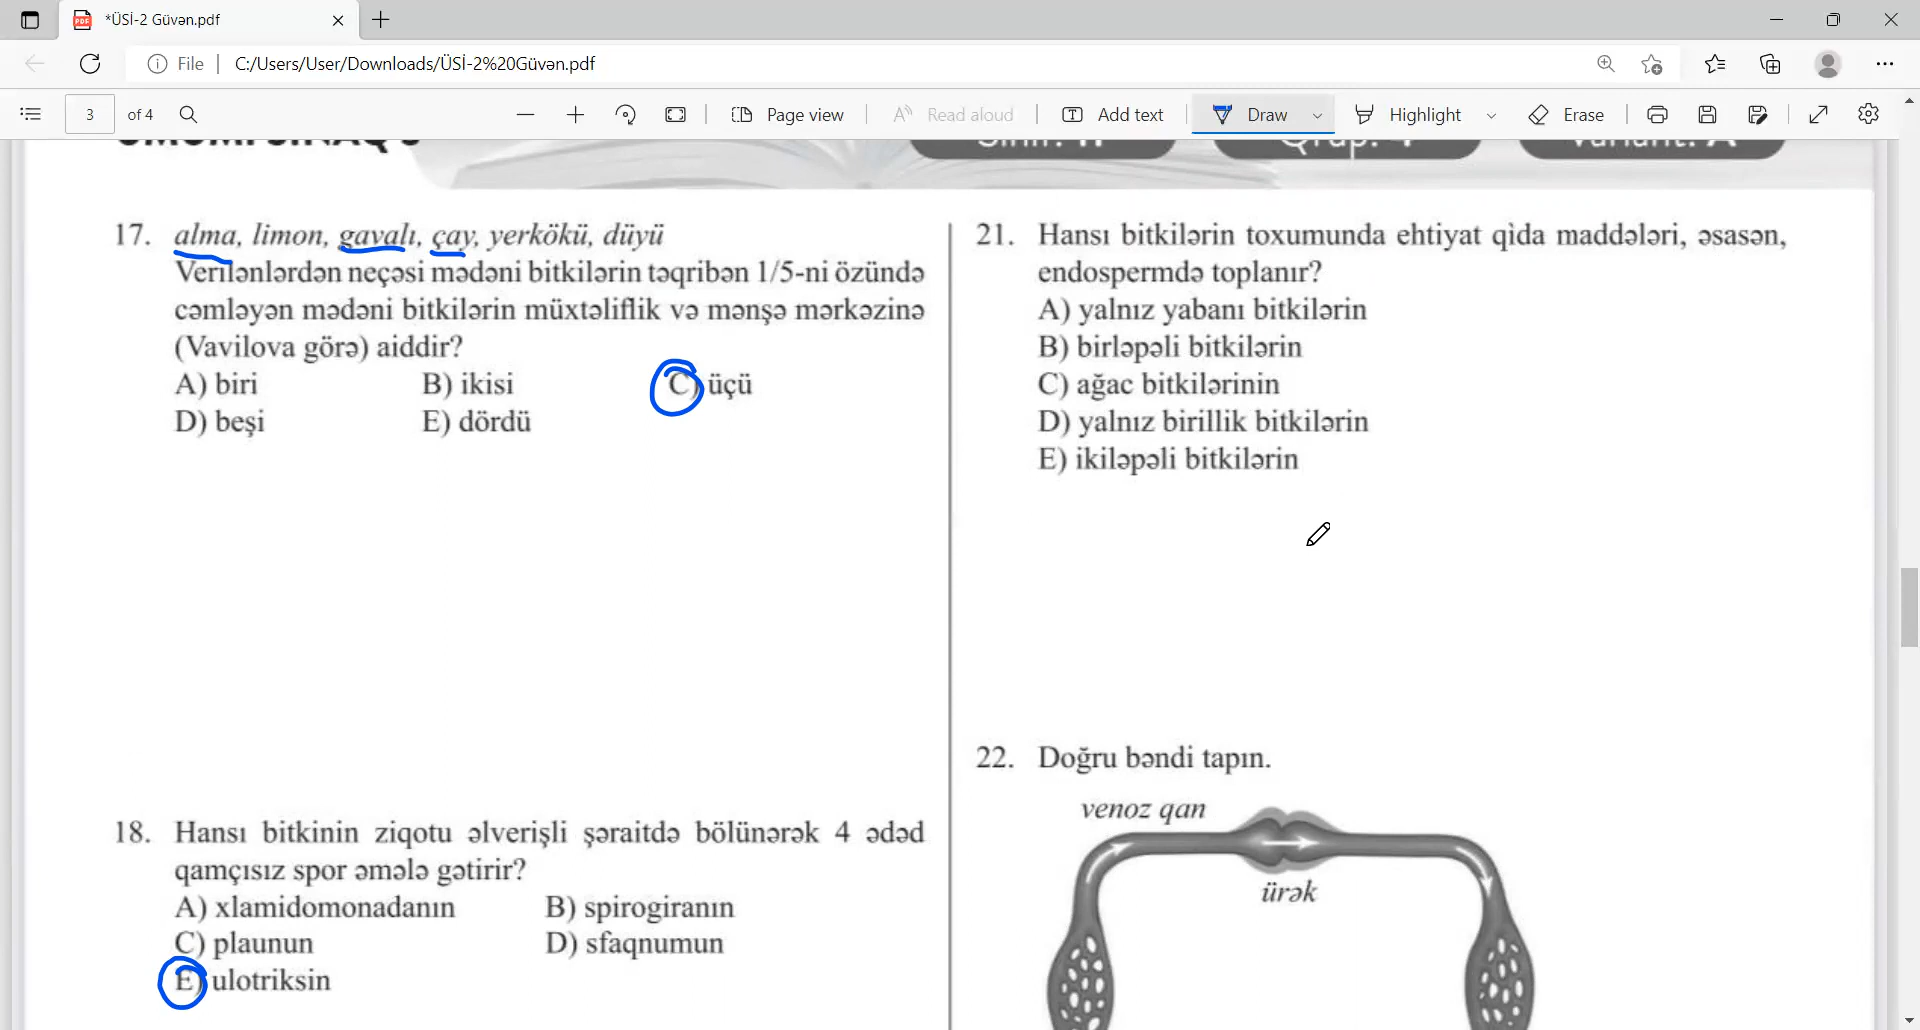 *ÜSİ-2 Güvən.pdf
File
C:/Users/User/Downloads/ÜSİ-2%20Güvən.pdf
3 of 4
Page view
Read aloud
Add text
Draw
Highlight
Erase
17. alma, limon, gavalı, çay, yerkökü, düyü
Verilənlərdən neçəsi mədəni bitkilərin təqribən 1/5-ni özündə
cəmləyən mədəni bitkilərin müxtəliflik və mənşə mərkəzinə
(Vavilova görə) aiddir?
A) biri B) ikisi C) üçü
D) beşi E) dördü
18. Hansı bitkinin ziqotu əlverişli şəraitdə bölünərək 4 ədəd
qamçısız spor əmələ gətirir?
A) xlamidomonadanın B) spirogiranın
C) plaunun D) sfaqnumun
E) ulotriksin
21. Hansı bitkilərin toxumunda ehtiyat qida maddələri, əsasən,
endospermdə toplanır?
A) yalnız yabanı bitkilərin
B) birləpəli bitkilərin
C) ağac bitkilərinin
D) yalnız birillik bitkilərin
E) ikiləpəli bitkilərin
22. Doğru bəndi tapın.
venoz qan
ürək